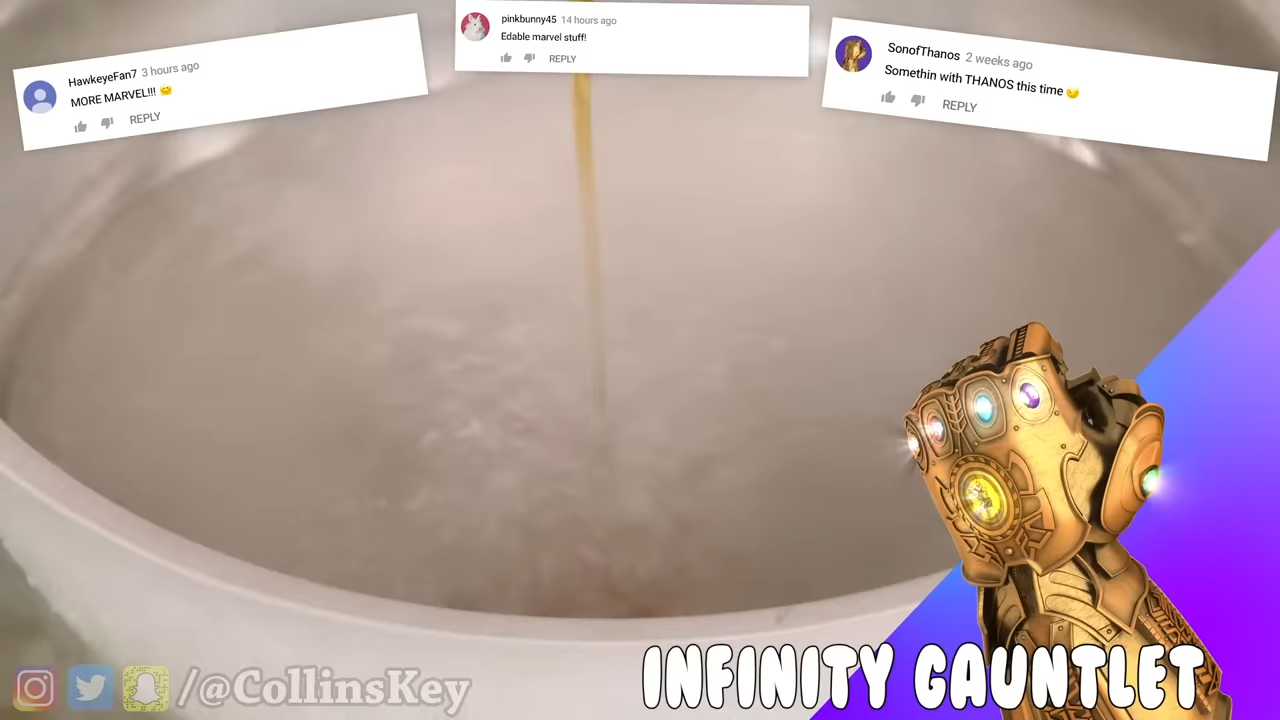 HawkeyeFan7 3 hours ago
MORE MARVEL!!!
REPLY
pinkbunny45 14 hours ago
Edable marvel stuff!
REPLY
SonofThanos 2 weeks ago
Somethin with THANOS this time
REPLY
INFINITY GAUNTLET
/@CollinsKey